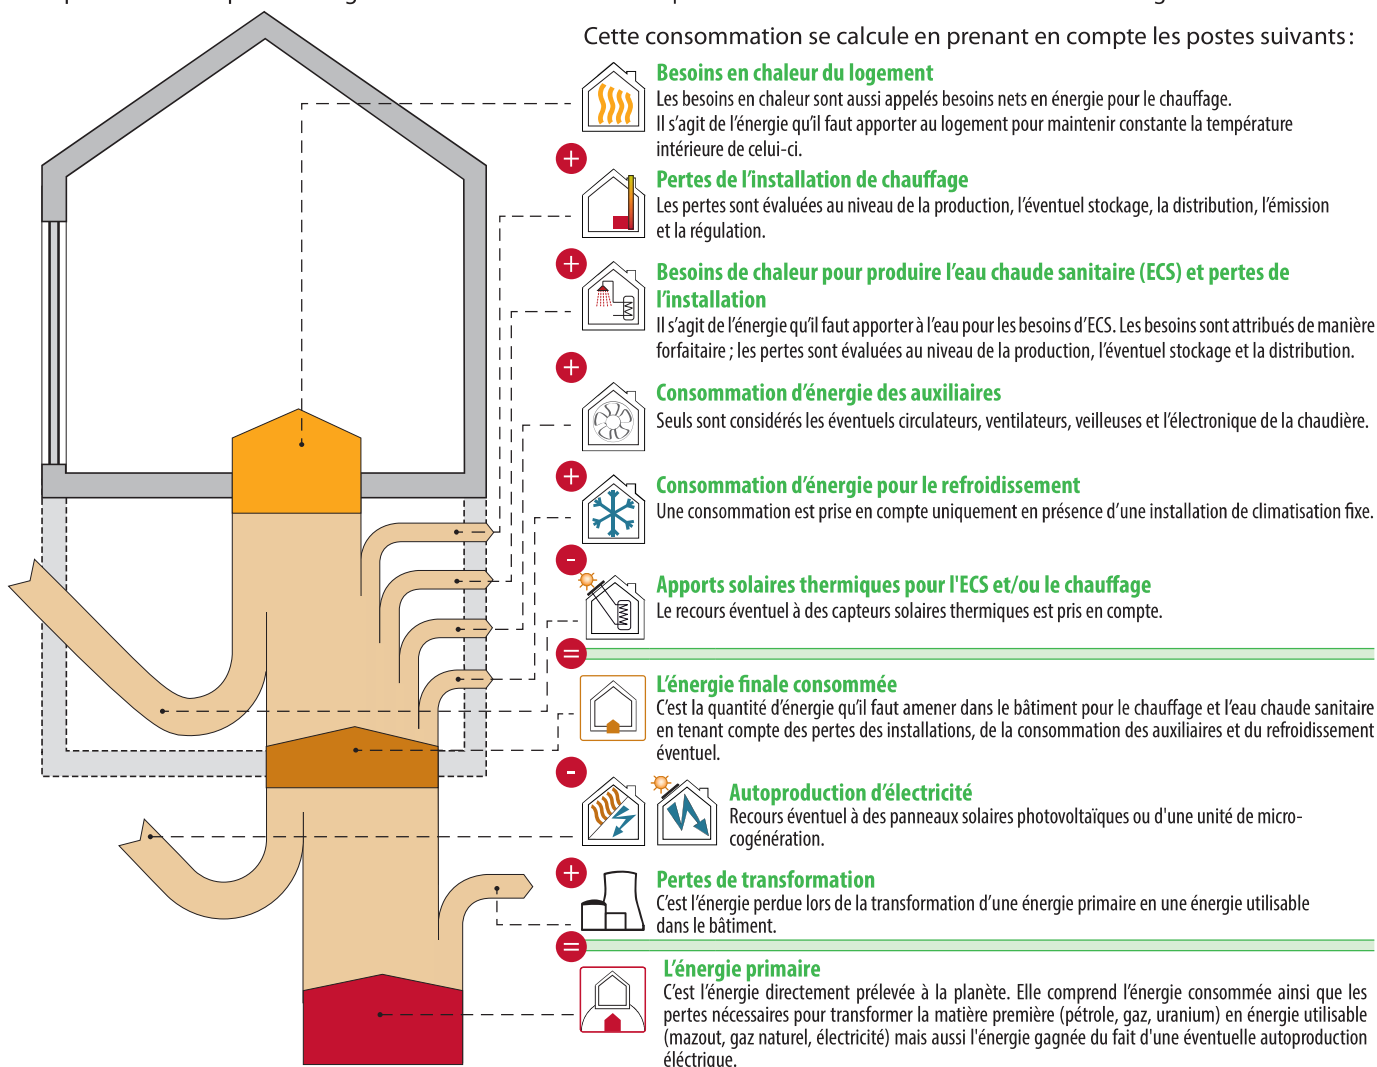 Cette consommation se calcule en prenant en compte les postes suivants :
Besoins en chaleur du logement
Les besoins en chaleur sont aussi appelés besoins nets en énergie pour le chauffage.
Il s'agit de l'énergie qu'il faut apporter au logement pour maintenir constante la température
intérieure de celui-ci.
+
Pertes de l'installation de chauffage
Les pertes sont évaluées au niveau de la production, l'éventuel stockage, la distribution, l'émission
et la régulation.
+
Besoins de chaleur pour produire l'eau chaude sanitaire (ECS) et pertes de
l'installation
Il s'agit de l'énergie qu'il faut apporter à l'eau pour les besoins d'ECS. Les besoins sont attribués de manière
forfaitaire ; les pertes sont évaluées au niveau de la production, l'éventuel stockage et la distribution.
+
Consommation d'énergie des auxiliaires
Seuls sont considérés les éventuels circulateurs, ventilateurs, veilleuses et l'électronique de la chaudière.
+
Consommation d'énergie pour le refroidissement
Une consommation est prise en compte uniquement en présence d'une installation de climatisation fixe.
-
Apports solaires thermiques pour l'ECS et/ou le chauffage
Le recours éventuel à des capteurs solaires thermiques est pris en compte.
=
L'énergie finale consommée
C'est la quantité d'énergie qu'il faut amener dans le bâtiment pour le chauffage et l'eau chaude sanitaire
en tenant compte des pertes des installations, de la consommation des auxiliaires et du refroidissement
éventuel.
-
Autoproduction d'électricité
Recours éventuel à des panneaux solaires photovoltaïques ou d'une unité de micro-
cogénération.
+
Pertes de transformation
C'est l'énergie perdue lors de la transformation d'une énergie primaire en une énergie utilisable
dans le bâtiment.
=
L'énergie primaire
C'est l'énergie directement prélevée à la planète. Elle comprend l'énergie consommée ainsi que les
pertes nécessaires pour transformer la matière première (pétrole, gaz, uranium) en énergie utilisable
(mazout, gaz naturel, électricité) mais aussi l'énergie gagnée du fait d'une éventuelle autoproduction
éléctrique.